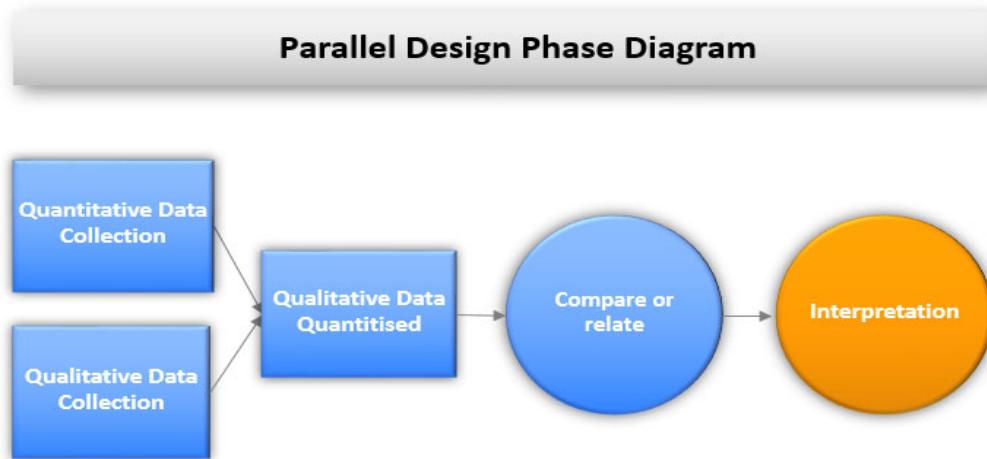 Parallel Design Phase Diagram
Quantitative Data
Collection
Qualitative Data
Collection
Qualitative Data
Quantitised
Compare or
relate
Interpretation